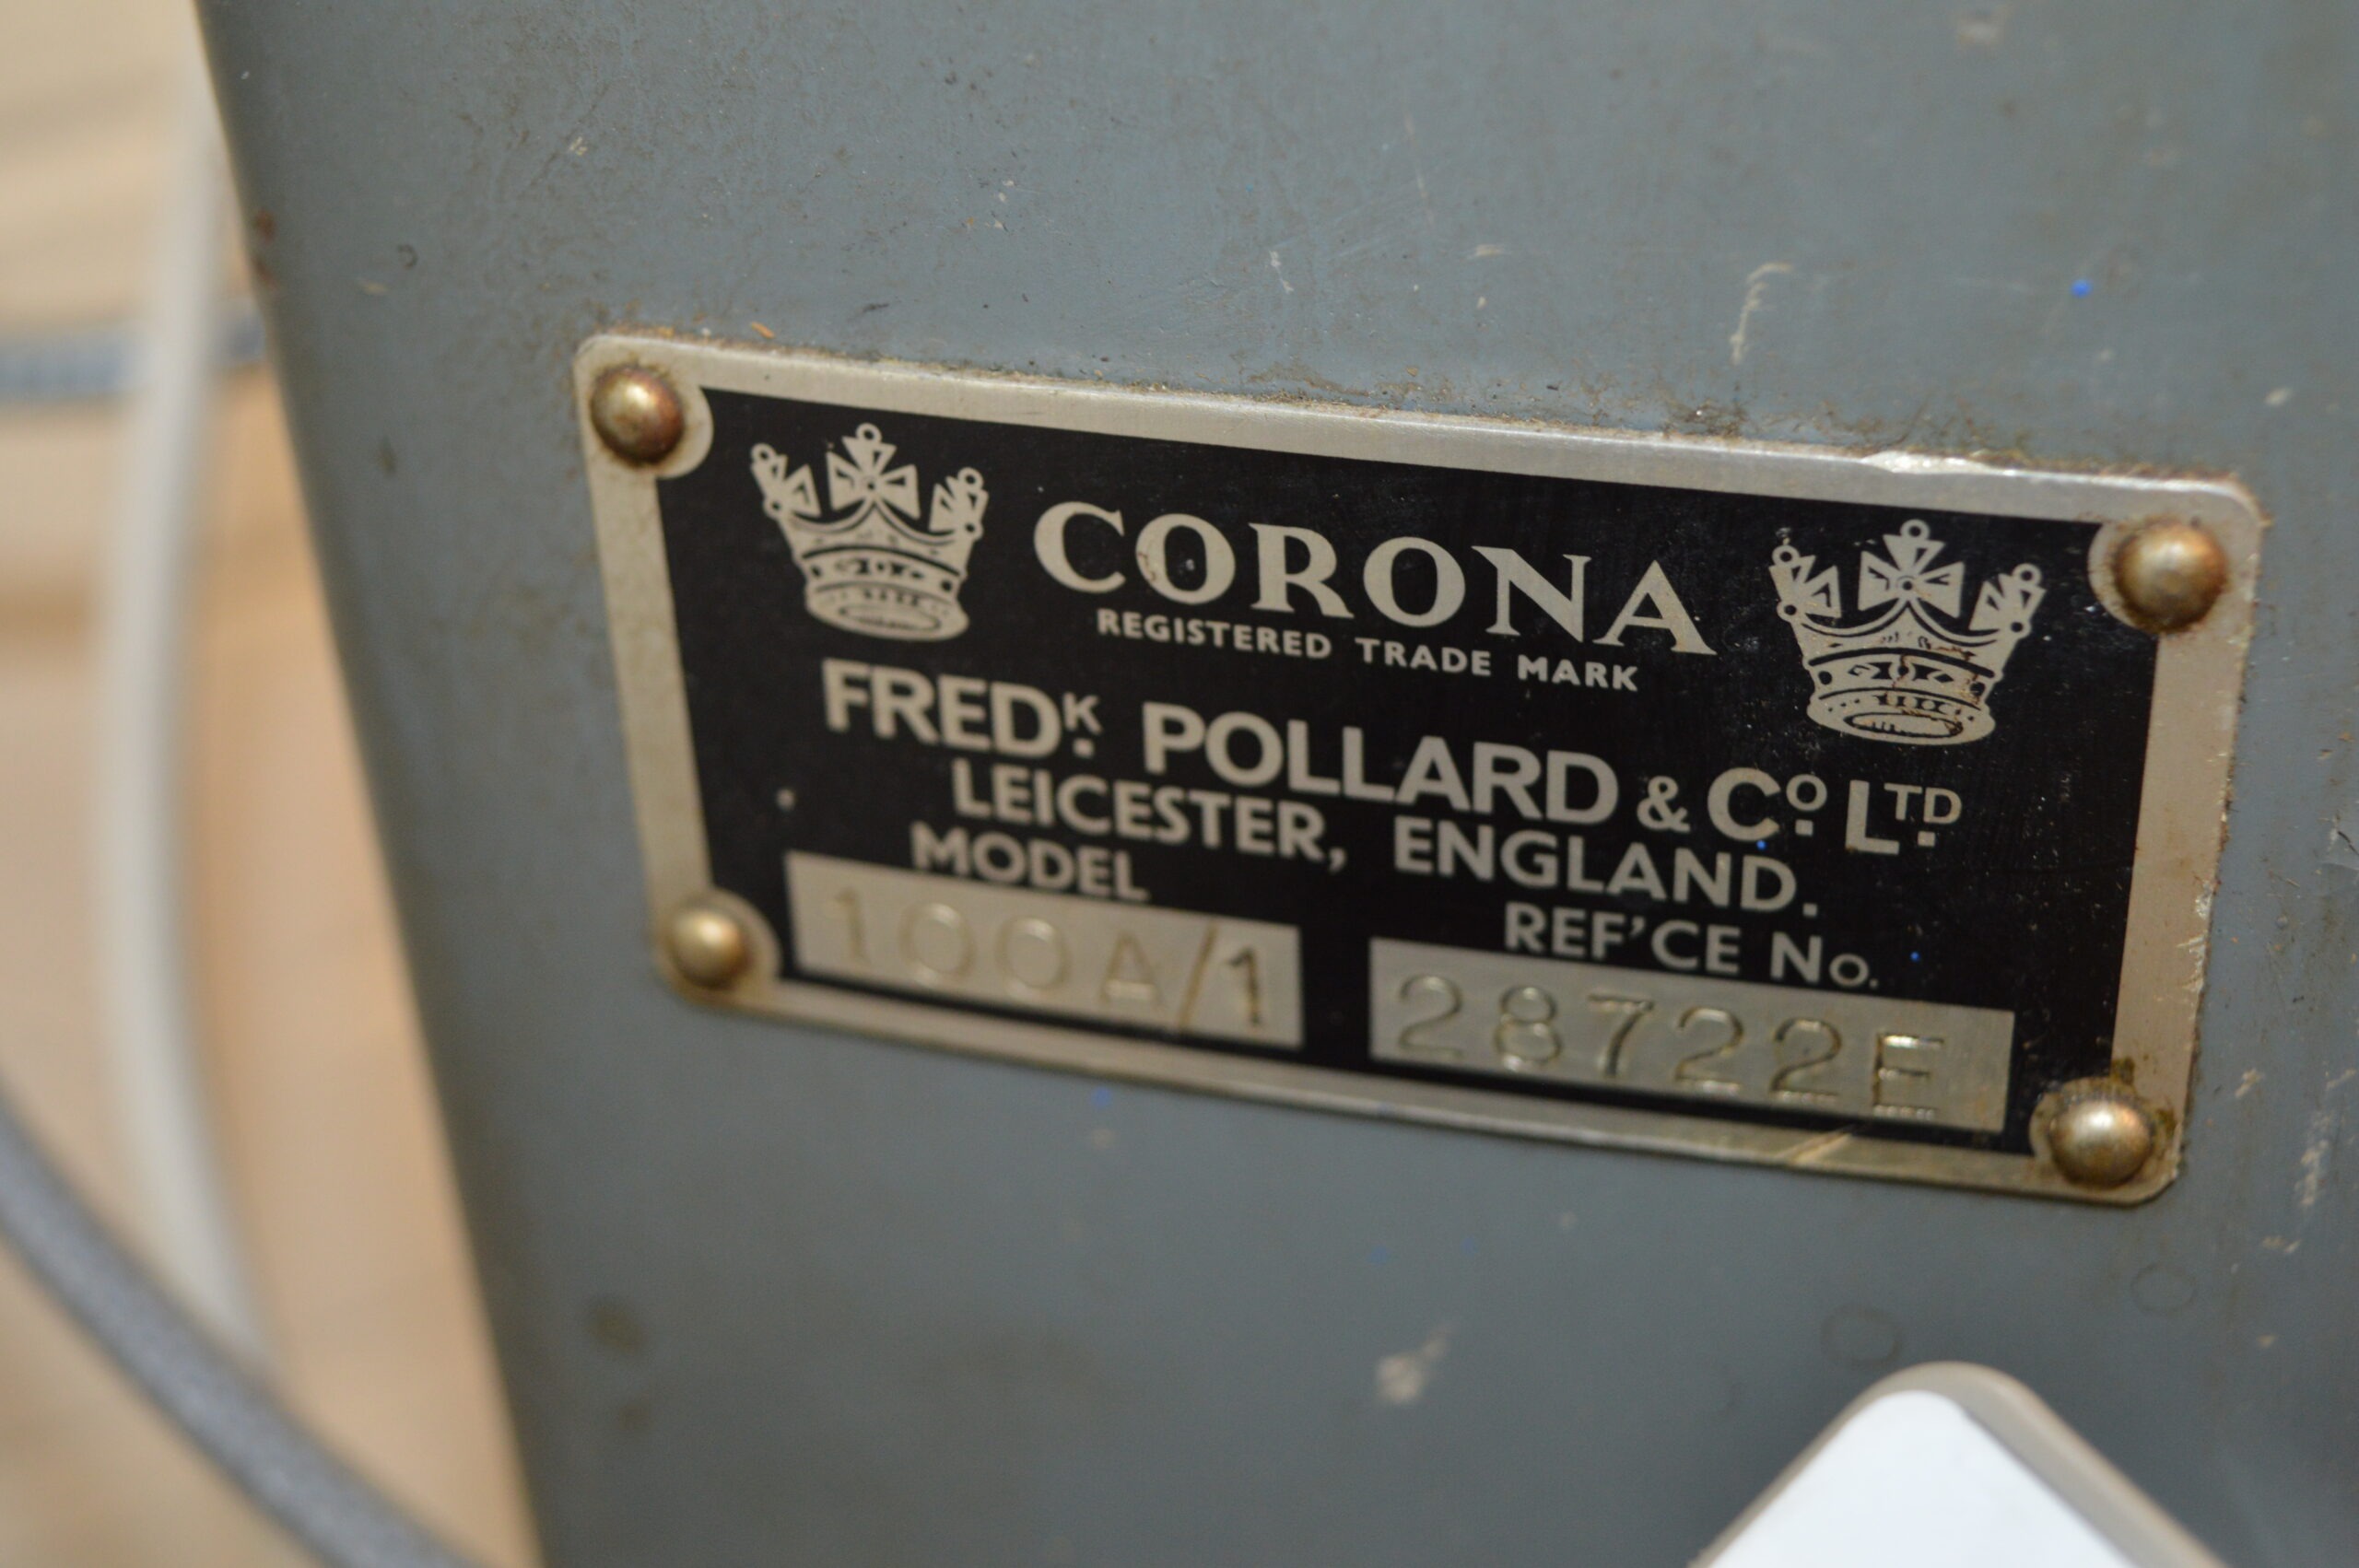 CORONA
REGISTERED TRADE MARK
FREDK. POLLARD & CO. LTD.
LEICESTER, ENGLAND.
MODEL REF'CE No.
100A/1 28722E